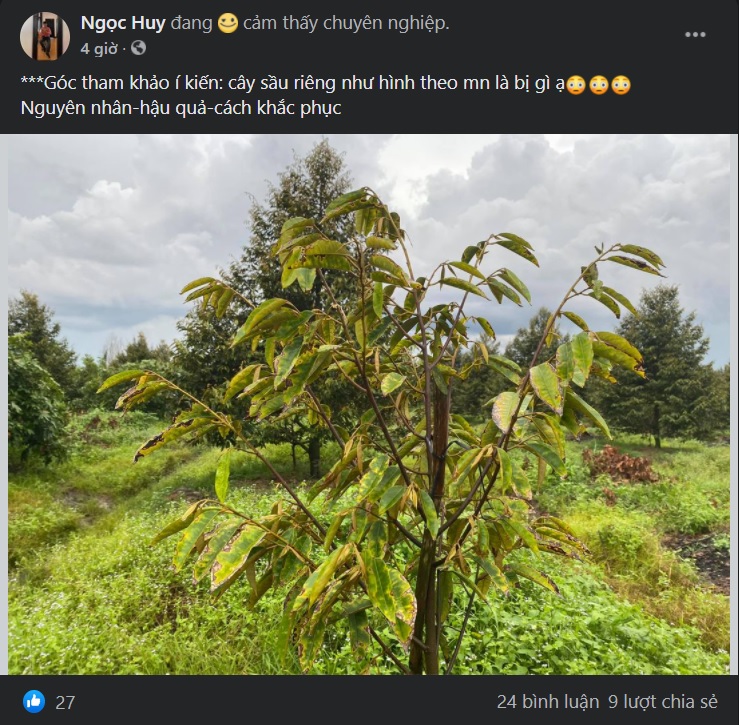 Ngọc Huy đang cảm thấy chuyên nghiệp.
4 giờ ·
***Góc tham khảo í kiến: cây sầu riêng như hình theo mn là bị gì ạ😳😳😳
Nguyên nhân-hậu quả-cách khắc phục
27
24 bình luận 9 lượt chia sẻ